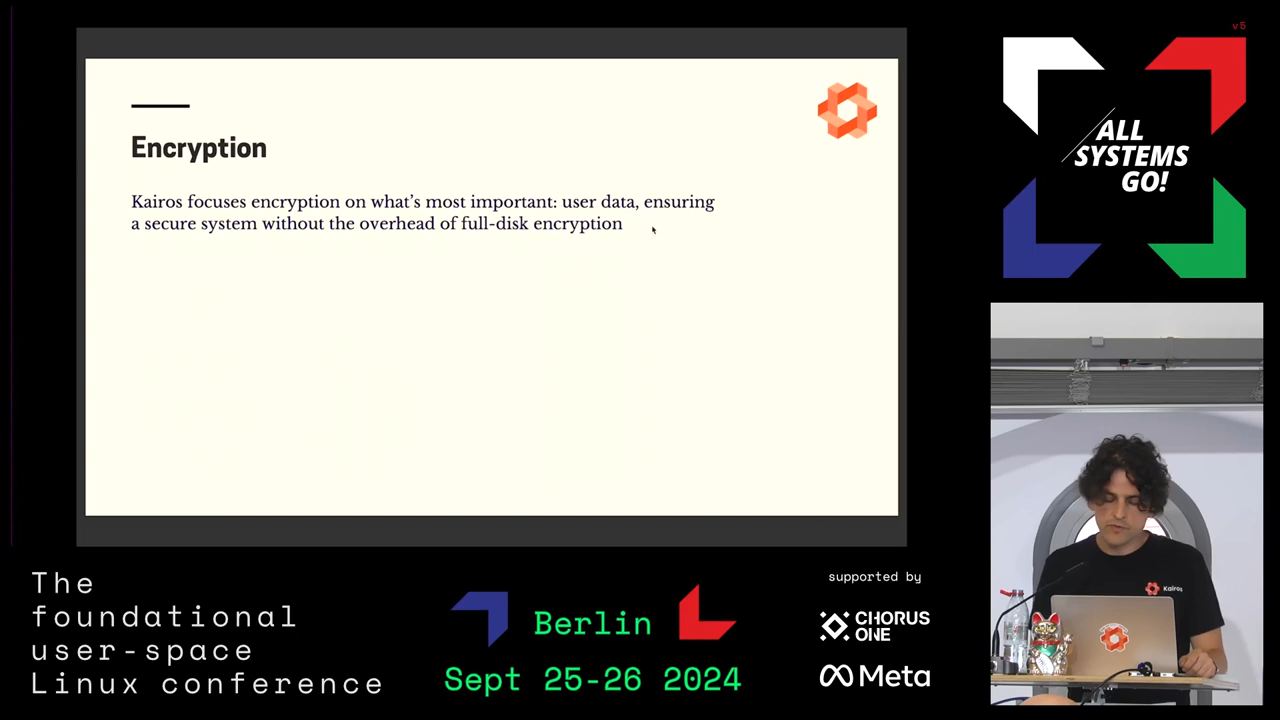 v5
Encryption
Kairos focuses encryption on what’s most important: user data, ensuring
a secure system without the overhead of full-disk encryption
ALL
SYSTEMS
GO!
Kairos
The
foundational
user-space
Linux conference
Berlin
Sept 25-26 2024
supported by
CHORUS
ONE
Meta